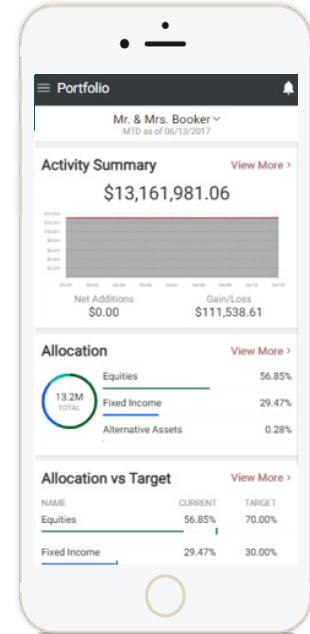 Portfolio
Mr. & Mrs. Booker
MTD as of 06/13/2017
Activity Summary View More >
$13,161,981.06
Net Additions Gain/Loss
$0.00 $111,538.61
Allocation View More >
Equities 56.85%
13.2M
TOTAL
Fixed Income 29.47%
Alternative Assets 0.28%
Allocation vs Target View More >
NAME CURRENT TARGET
Equities 56.85% 70.00%
Fixed Income 29.47% 30.00%